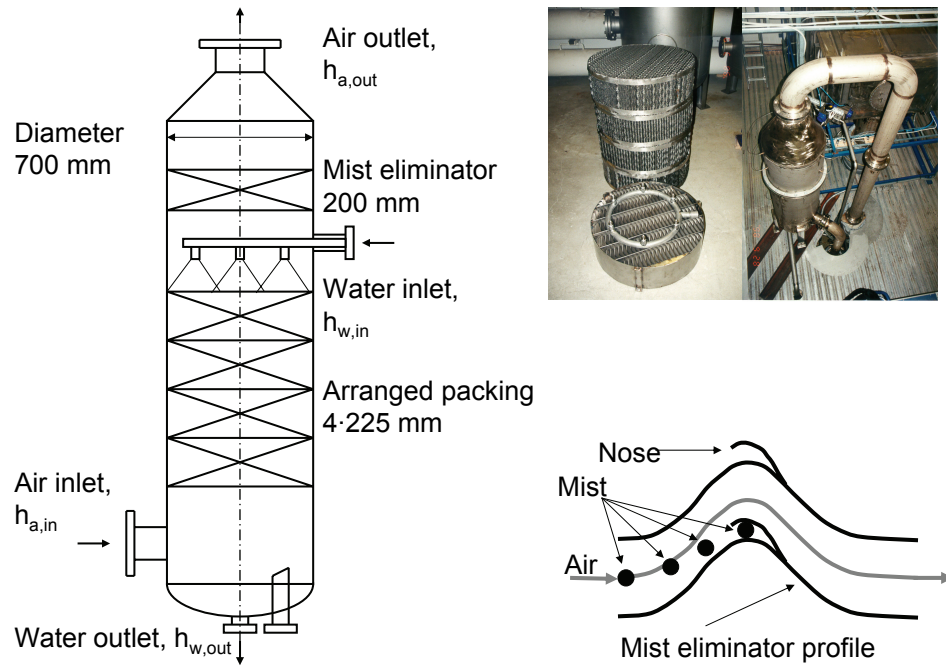 Air outlet,
h_a,out
Diameter
700 mm
Mist eliminator
200 mm
Water inlet,
h_w,in
Arranged packing
4·225 mm
Air inlet,
h_a,in
Water outlet, h_w,out
Nose
Mist
Air
Mist eliminator profile